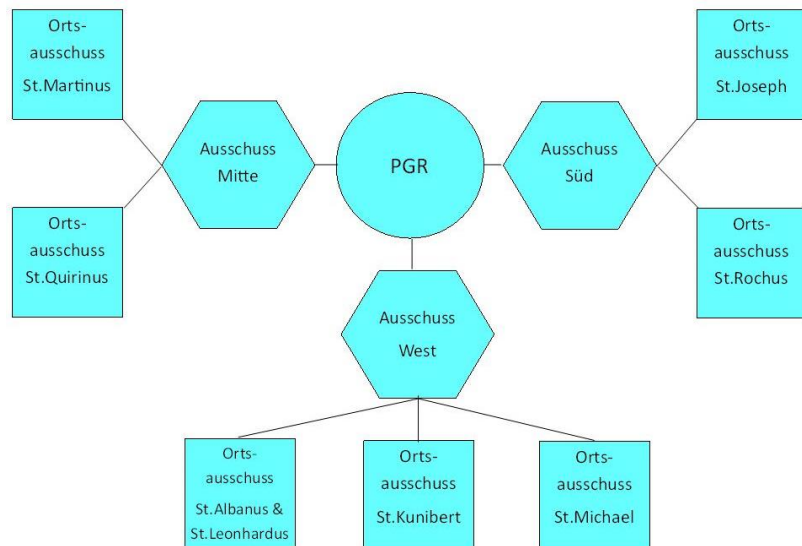 Orts-
ausschuss
St.Martinus
Orts-
ausschuss
St.Joseph
Ausschuss
Mitte
PGR
Ausschuss
Süd
Orts-
ausschuss
St.Quirinus
Orts-
ausschuss
St.Rochus
Ausschuss
West
Orts-
ausschuss
St.Albanus &
St.Leonhardus
Orts-
ausschuss
St.Kunibert
Orts-
ausschuss
St.Michael